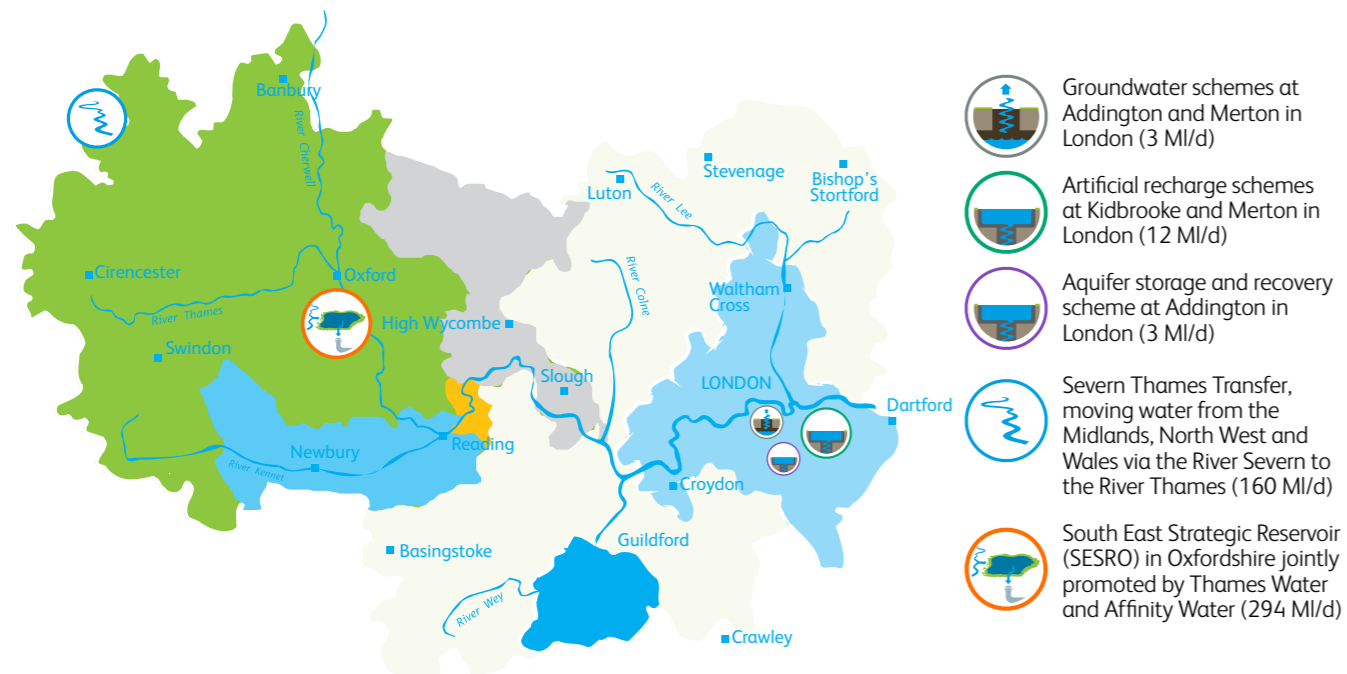 Banbury
River Cherwell
Cirencester
Oxford
River Thames
Swindon
High Wycombe
Slough
Newbury
River Kennet
Reading
Luton
River Lee
Stevenage
Bishop's
Stortford
River Colne
Waltham
Cross
LONDON
Dartford
Croydon
Guildford
Basingstoke
River Wey
Crawley
Groundwater schemes at
Addington and Merton in
London (3 Ml/d)
Artificial recharge schemes
at Kidbrooke and Merton in
London (12 Ml/d)
Aquifer storage and recovery
scheme at Addington in
London (3 Ml/d)
Severn Thames Transfer,
moving water from the
Midlands, North West and
Wales via the River Severn to
the River Thames (160 Ml/d)
South East Strategic Reservoir
(SESRO) in Oxfordshire jointly
promoted by Thames Water
and Affinity Water (294 Ml/d)